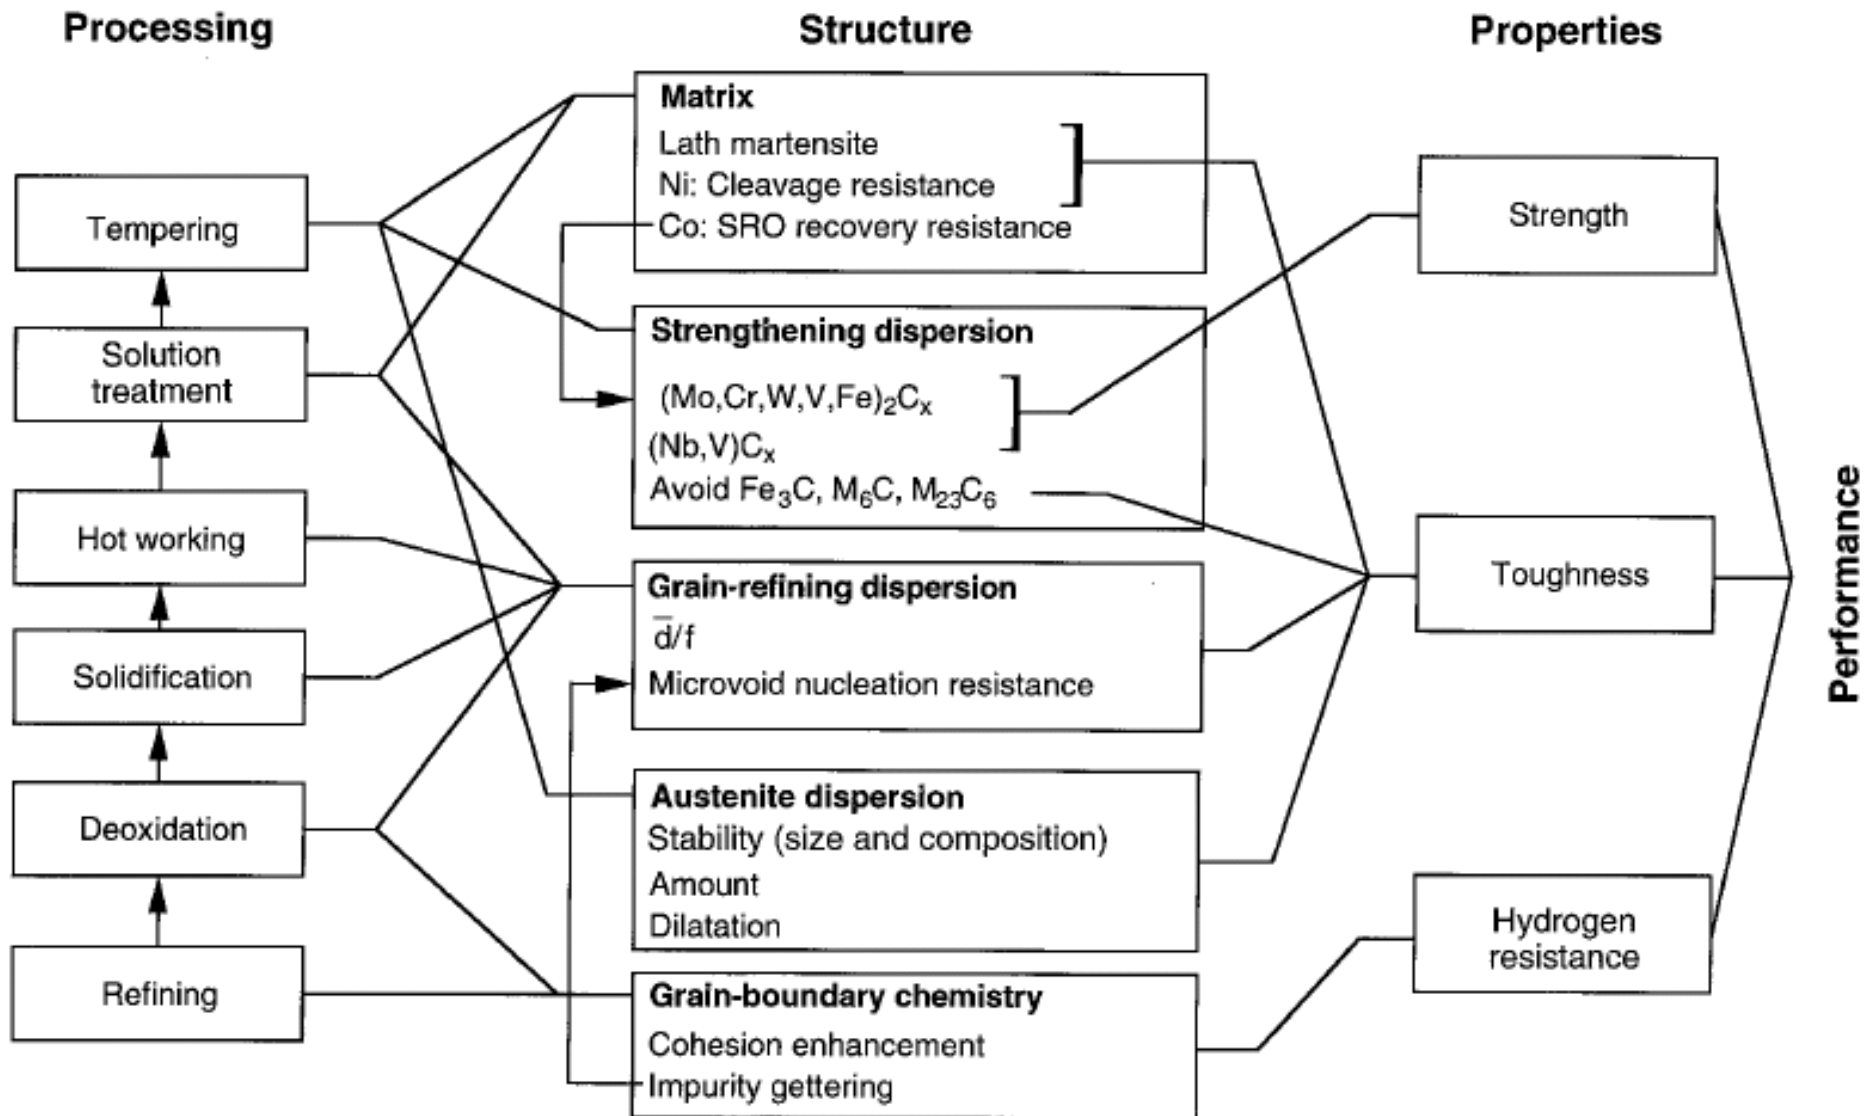 Processing
Structure
Properties
Tempering
Solution
treatment
Hot working
Solidification
Deoxidation
Refining
Matrix
Lath martensite
Ni: Cleavage resistance
Co: SRO recovery resistance
Strengthening dispersion
(Mo,Cr,W,V,Fe)₂Cₓ
(Nb,V)Cₓ
Avoid Fe₃C, M₆C, M₂₃C₆
Grain-refining dispersion
d̅/f
Microvoid nucleation resistance
Austenite dispersion
Stability (size and composition)
Amount
Dilatation
Grain-boundary chemistry
Cohesion enhancement
Impurity gettering
Strength
Toughness
Hydrogen
resistance
Performance